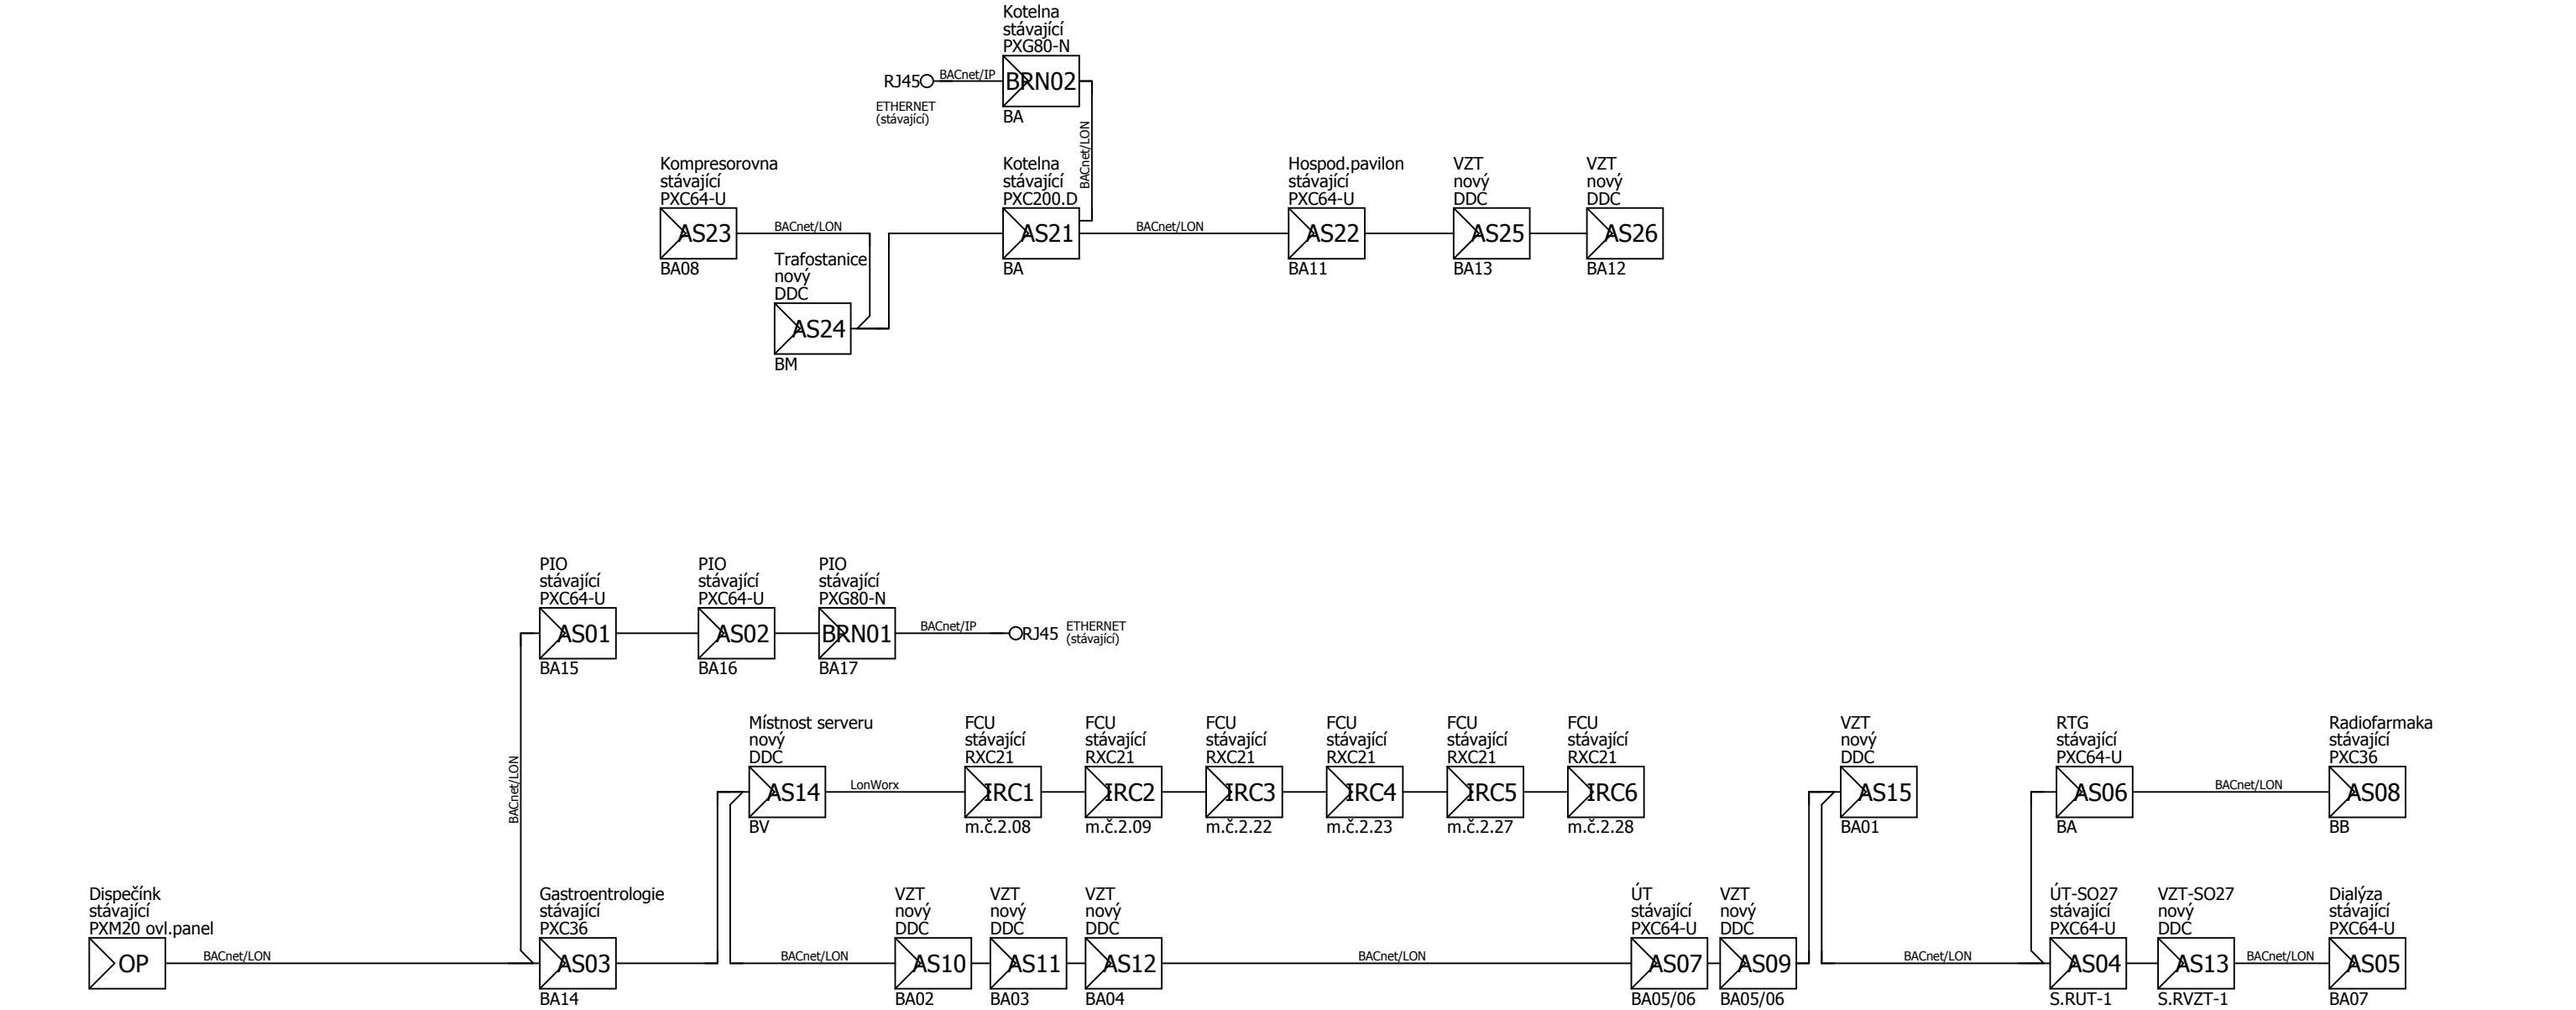 Kotelna
stávající
PXG80-N
RJ45
BACnet/IP
BRN02
ETHERNET
(stávající)
BA
BACnet/LON
Kompresorovna
stávající
PXC64-U
AS23
BA08
BACnet/LON
Trafostanice
nový
DDC
AS24
BM
Kotelna
stávající
PXC200.D
AS21
BA
BACnet/LON
Hospod.pavilon
stávající
PXC64-U
AS22
BA11
VZT
nový
DDC
AS25
BA13
VZT
nový
DDC
AS26
BA12
PIO
stávající
PXC64-U
AS01
BA15
PIO
stávající
PXC64-U
AS02
BA16
PIO
stávající
PXG80-N
BRN01
BA17
BACnet/IP
RJ45
ETHERNET
(stávající)
BACnet/LON
Místnost serveru
nový
DDC
AS14
BV
LonWorx
FCU
stávající
RXC21
IRC1
m.č.2.08
FCU
stávající
RXC21
IRC2
m.č.2.09
FCU
stávající
RXC21
IRC3
m.č.2.22
FCU
stávající
RXC21
IRC4
m.č.2.23
FCU
stávající
RXC21
IRC5
m.č.2.27
FCU
stávající
RXC21
IRC6
m.č.2.28
VZT
nový
DDC
AS15
BA01
RTG
stávající
PXC64-U
AS06
BA
BACnet/LON
Radiofarmaka
stávající
PXC36
AS08
BB
Dispečínk
stávající
PXM20 ovl.panel
OP
BACnet/LON
Gastroentrologie
stávající
PXC36
AS03
BA14
BACnet/LON
VZT
nový
DDC
AS10
BA02
VZT
nový
DDC
AS11
BA03
VZT
nový
DDC
AS12
BA04
BACnet/LON
ÚT
stávající
PXC64-U
AS07
BA05/06
VZT
nový
DDC
AS09
BA05/06
BACnet/LON
ÚT-SO27
stávající
PXC64-U
AS04
S.RUT-1
VZT-SO27
nový
DDC
AS13
S.RVZT-1
BACnet/LON
Dialýza
stávající
PXC64-U
AS05
BA07